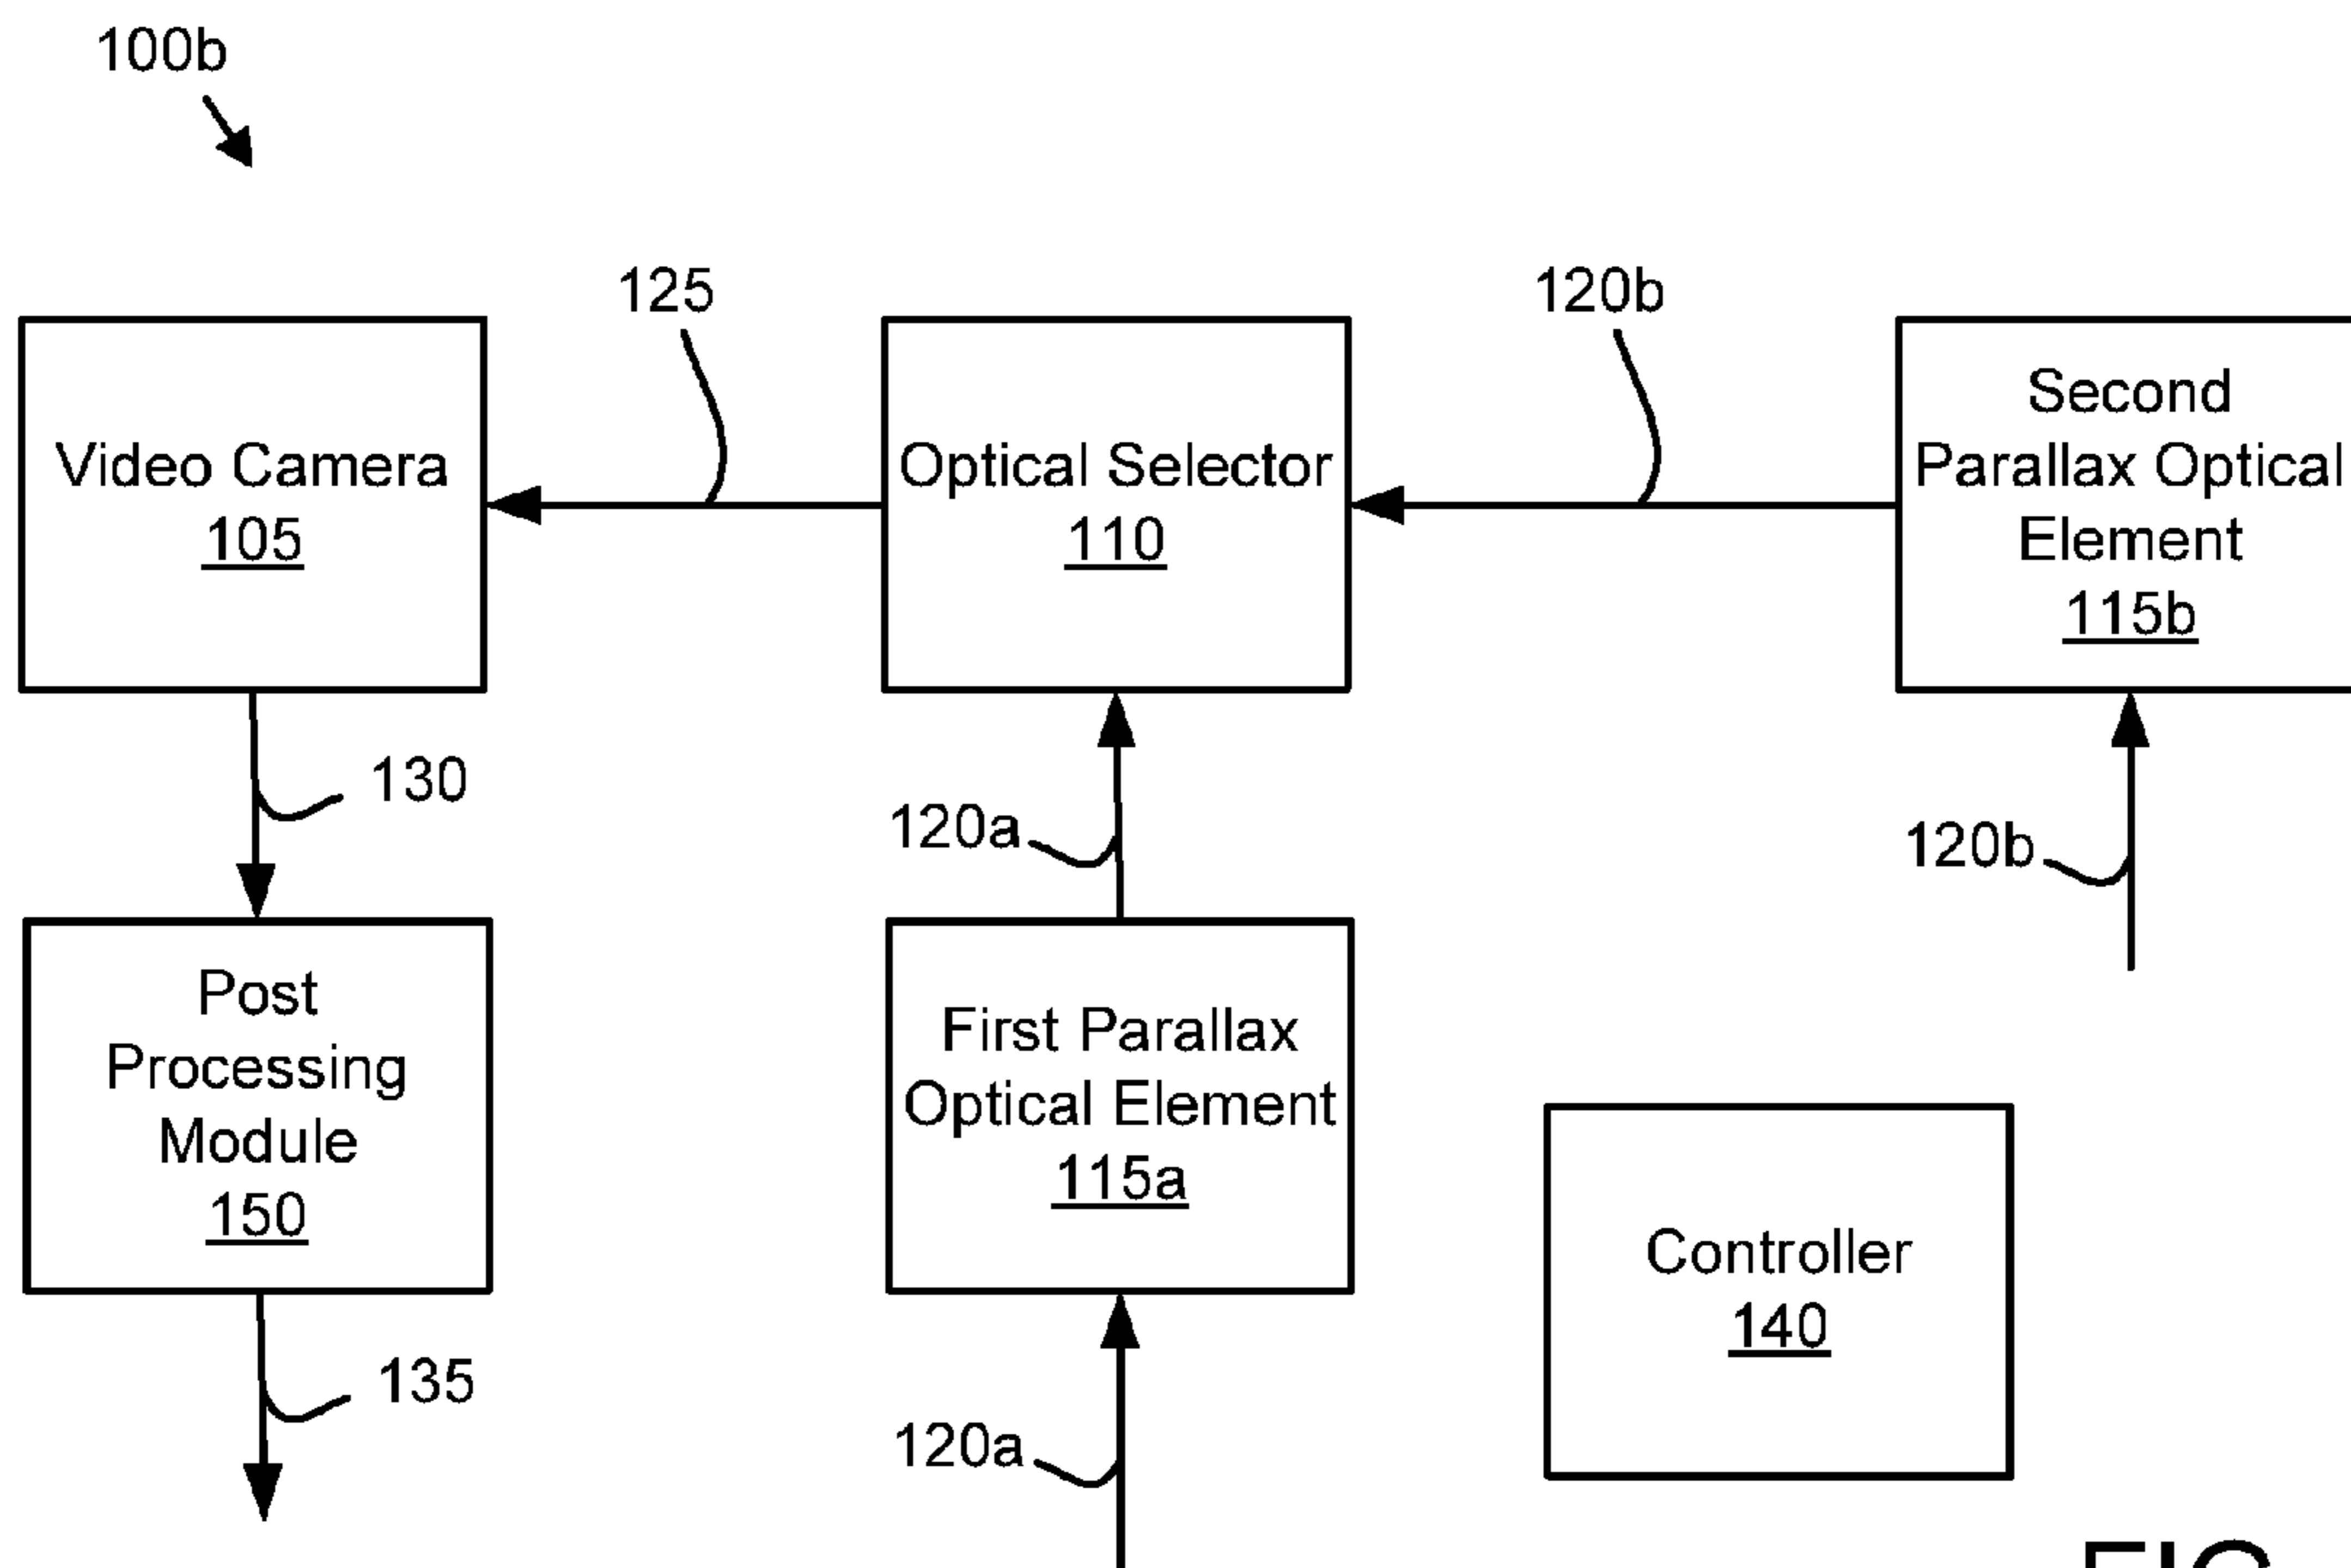 100b
125
120b
Video Camera
105
Optical Selector
110
Second
Parallax Optical
Element
115b
130
120a
120b
Post
Processing
Module
150
First Parallax
Optical Element
115a
Controller
140
135
120a